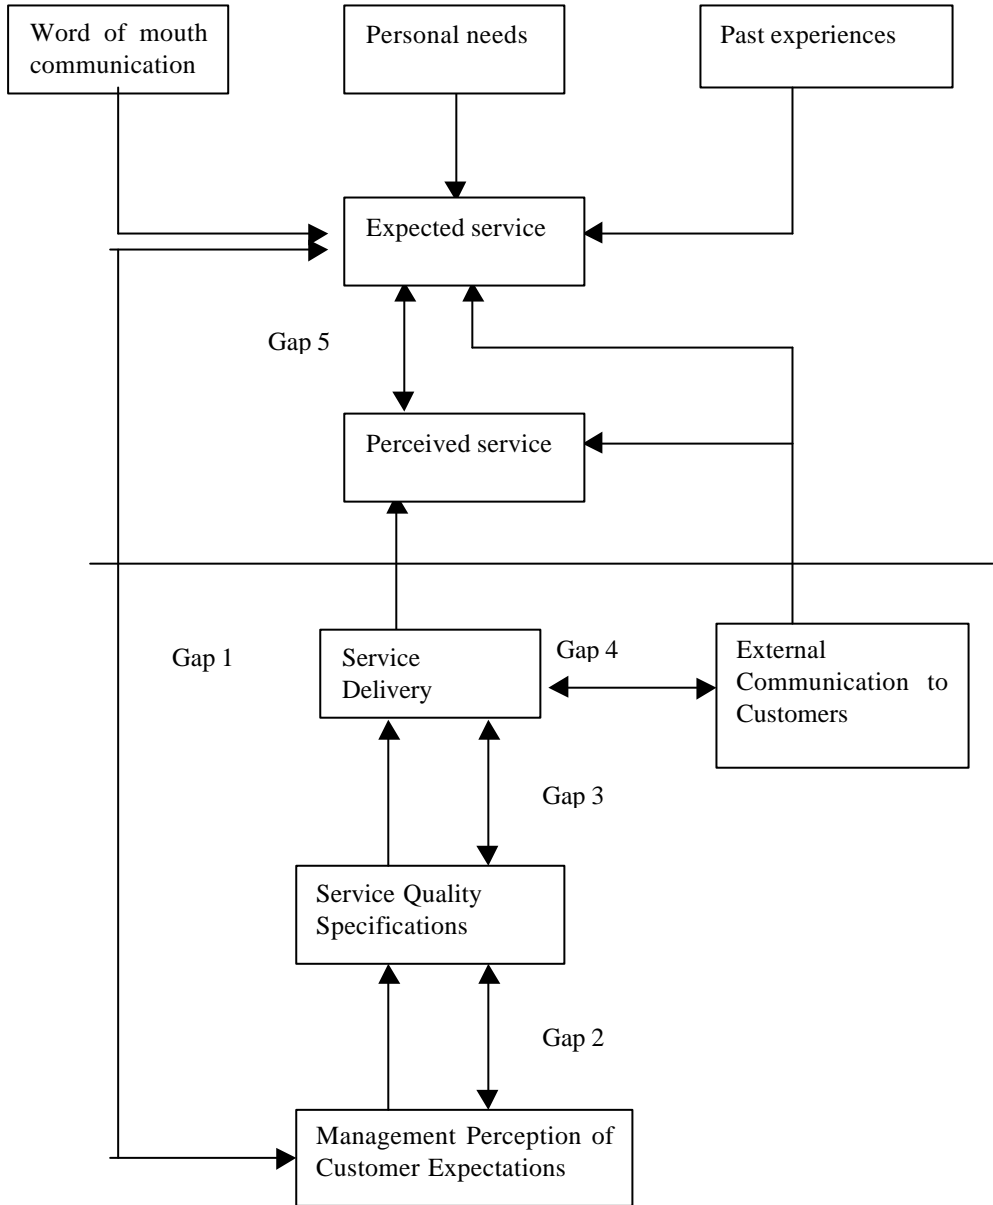 Word of mouth
communication
Personal needs
Past experiences
Expected service
Gap 5
Perceived service
Gap 1
Service
Delivery
Gap 4
External
Communication to
Customers
Gap 3
Service Quality
Specifications
Gap 2
Management Perception of
Customer Expectations